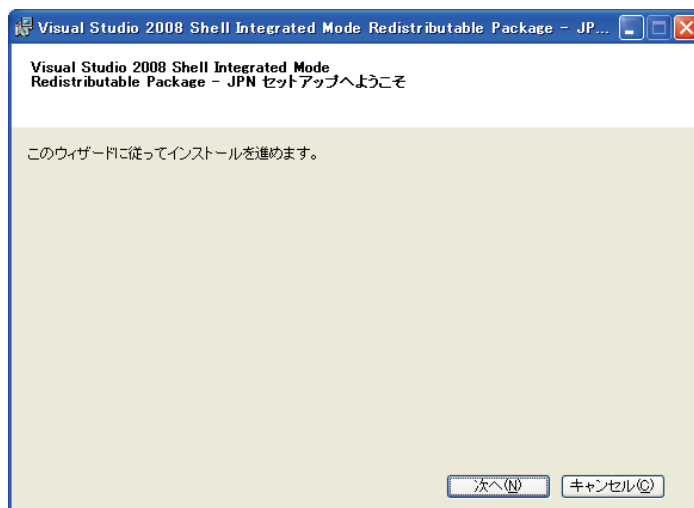 Visual Studio 2008 Shell Integrated Mode Redistributable Package - JP...
Visual Studio 2008 Shell Integrated Mode
Redistributable Package - JPN セットアップへようこそ
このウィザードに従ってインストールを進めます。
次へ(N)
キャンセル(C)